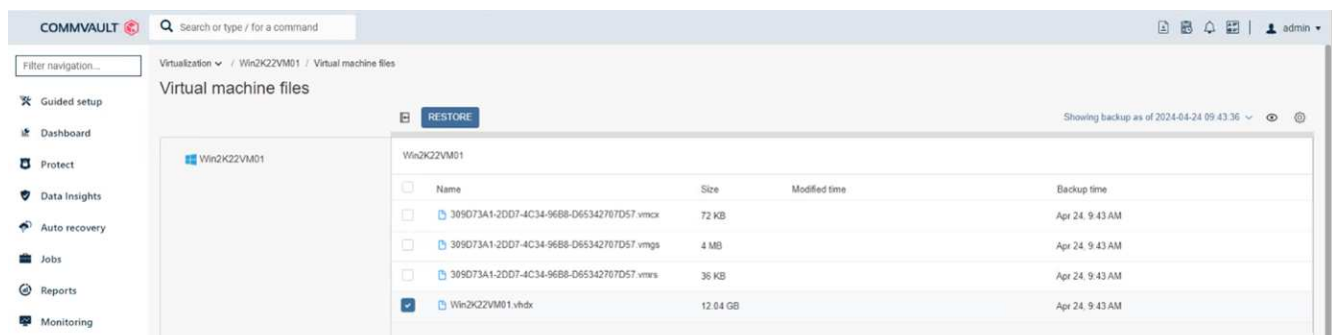 COMMVAULT
Search or type / for a command
admin
Filter navigation...
Guided setup
Dashboard
Protect
Data Insights
Auto recovery
Jobs
Reports
Monitoring
Virtualization / Win2K22VM01 / Virtual machine files
Virtual machine files
RESTORE
Showing backup as of 2024-04-24 09:43:36
Win2K22VM01
Win2K22VM01
Name Size Modified time Backup time
309D73A1-2DD7-4C34-96B8-D65342707D57.vmcx 72 KB Apr 24, 9:43 AM
309D73A1-2DD7-4C34-96B8-D65342707D57.vmgs 4 MB Apr 24, 9:43 AM
309D73A1-2DD7-4C34-96B8-D65342707D57.vmrs 36 KB Apr 24, 9:43 AM
Win2K22VM01.vhdx 12.04 GB Apr 24, 9:43 AM